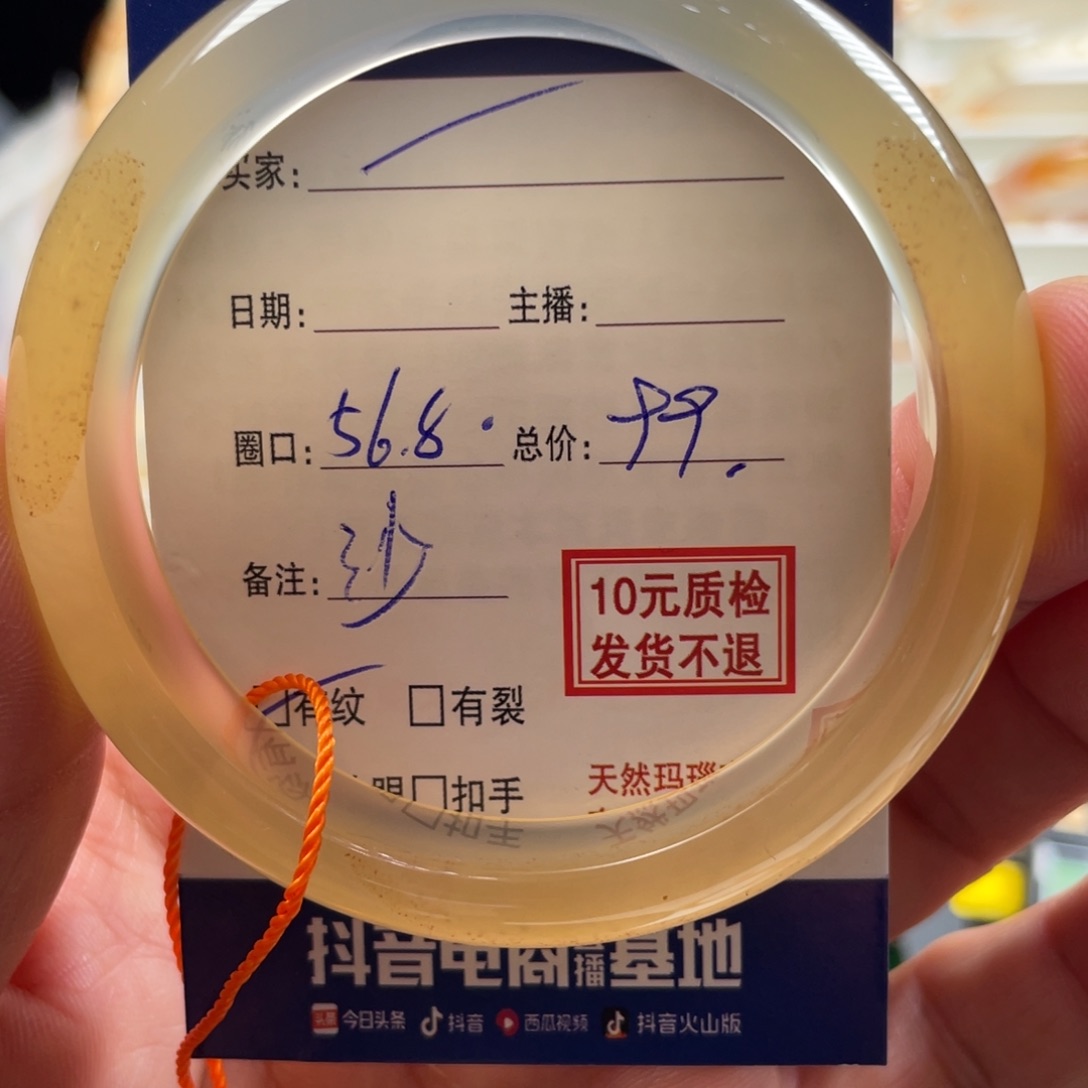 买家:
日期: 主播:
圈口: 56.8. 总价: 99.
备注: 沙
10元质检
发货不退
有纹 □有裂
□扣手
天然玛瑙
抖音电商直播基地
头条 今日头条 抖音 西瓜视频 抖音火山版